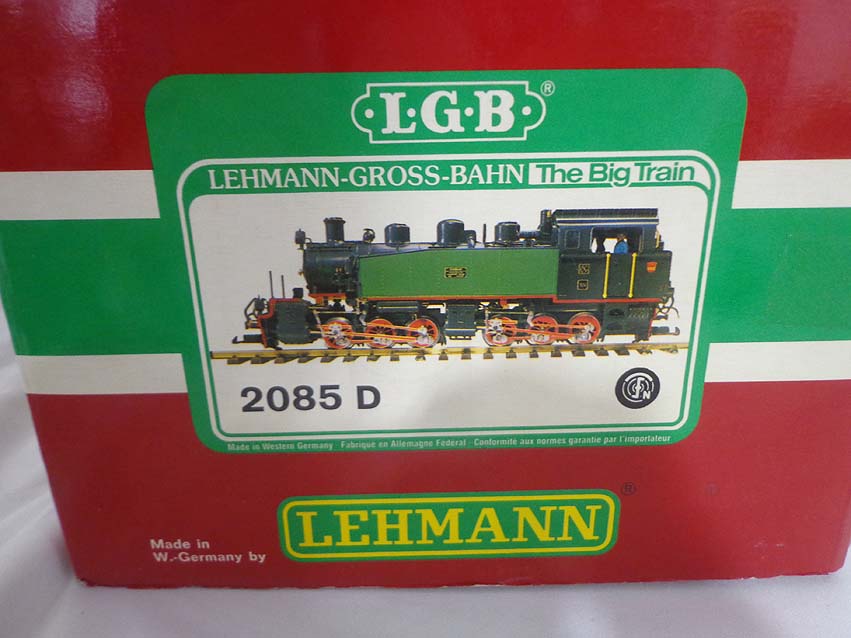 ·L·G·B·®
LEHMANN-GROSS-BAHN The Big Train
2085 D
N
Made in Western Germany · Fabriqué en Allemagne Féderal · Conformité aux normes garantie par l'importateur
LEHMANN®
Made in
W.-Germany by